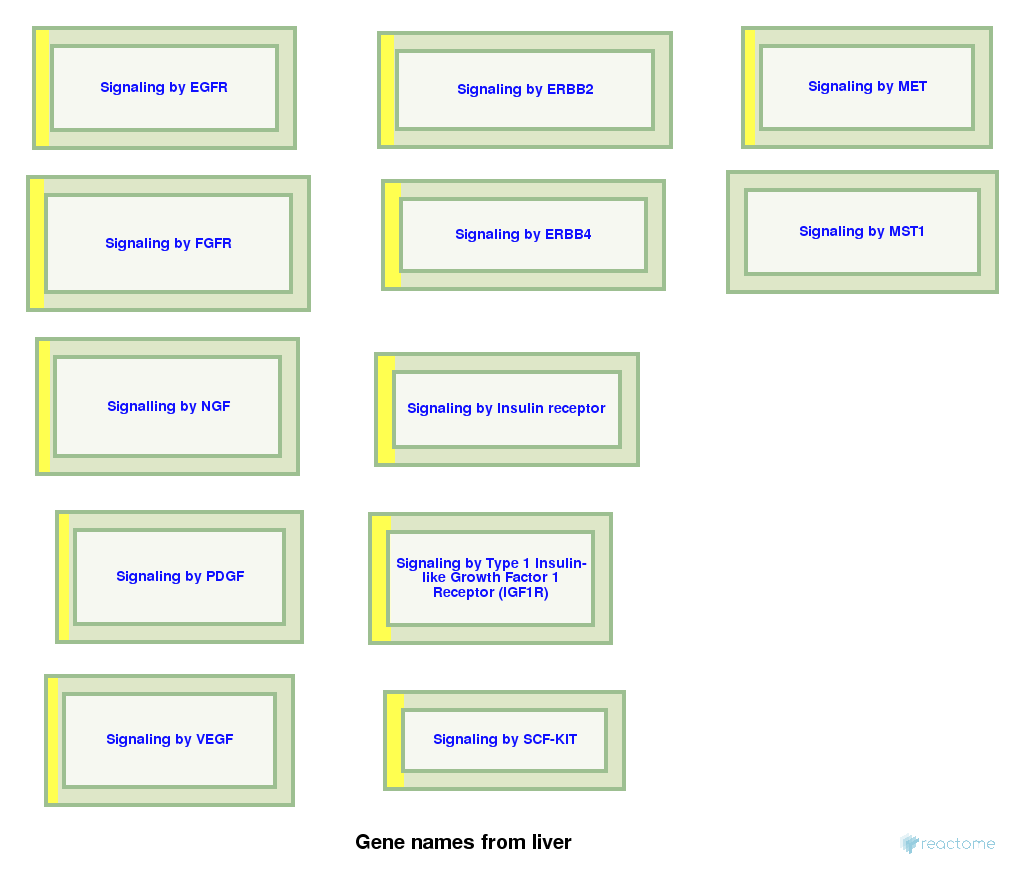 Signaling by EGFR
Signaling by ERBB2
Signaling by MET
Signaling by FGFR
Signaling by ERBB4
Signaling by MST1
Signalling by NGF
Signaling by Insulin receptor
Signaling by PDGF
Signaling by Type 1 Insulin-
like Growth Factor 1
Receptor (IGF1R)
Signaling by VEGF
Signaling by SCF-KIT
Gene names from liver
reactome